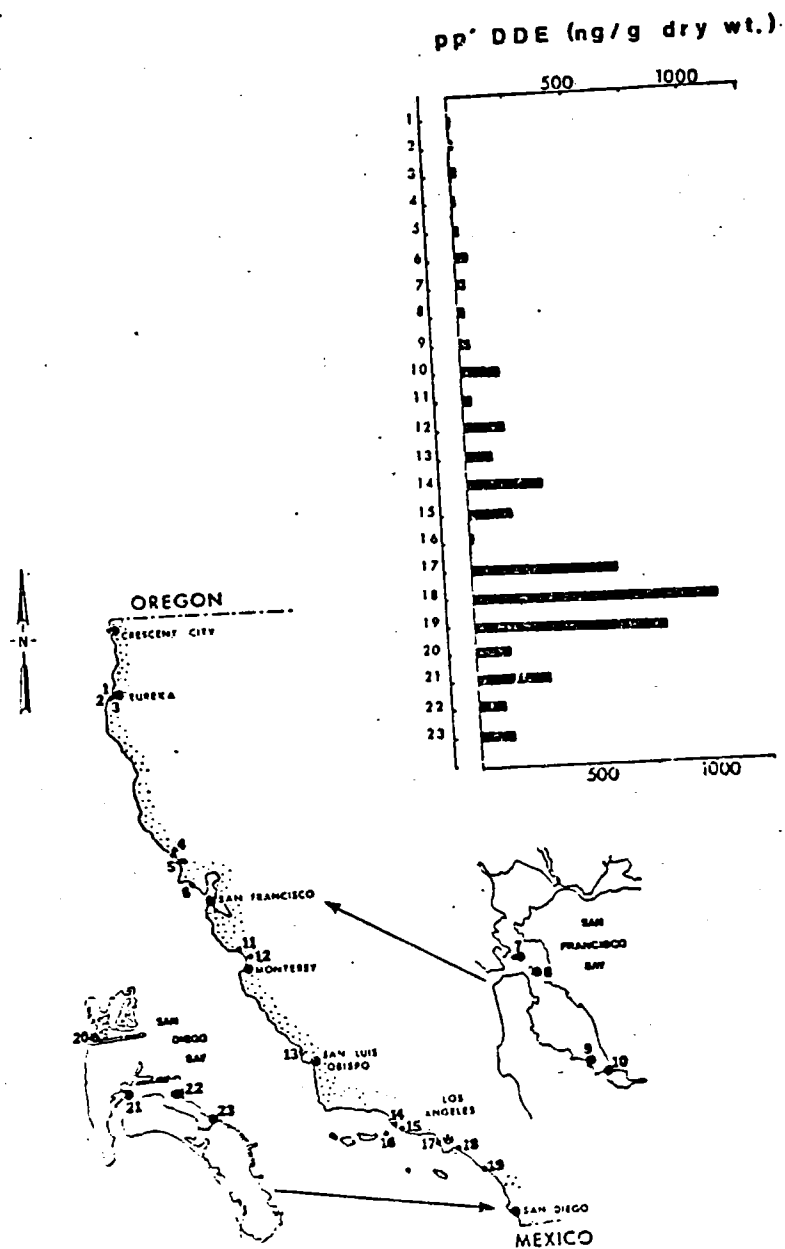 pp' DDE (ng/g dry wt.)
500 1000
1
2
3
4
5
6
7
8
9
10
11
12
13
14
15
16
17
18
19
20
21
22
23
500 1000
N
OREGON
CRESCENT CITY
1
2 3 EUREKA
4
5
6
SAN FRANCISCO
11
12
MONTEREY
13 SAN LUIS
OBISPO
LOS
ANGELES
14
15
16
17 18
19
SAN DIEGO
MEXICO
SAN
DIEGO
BAY
20
21 22
23
SAN
FRANCISCO
BAY
7
8
9
10